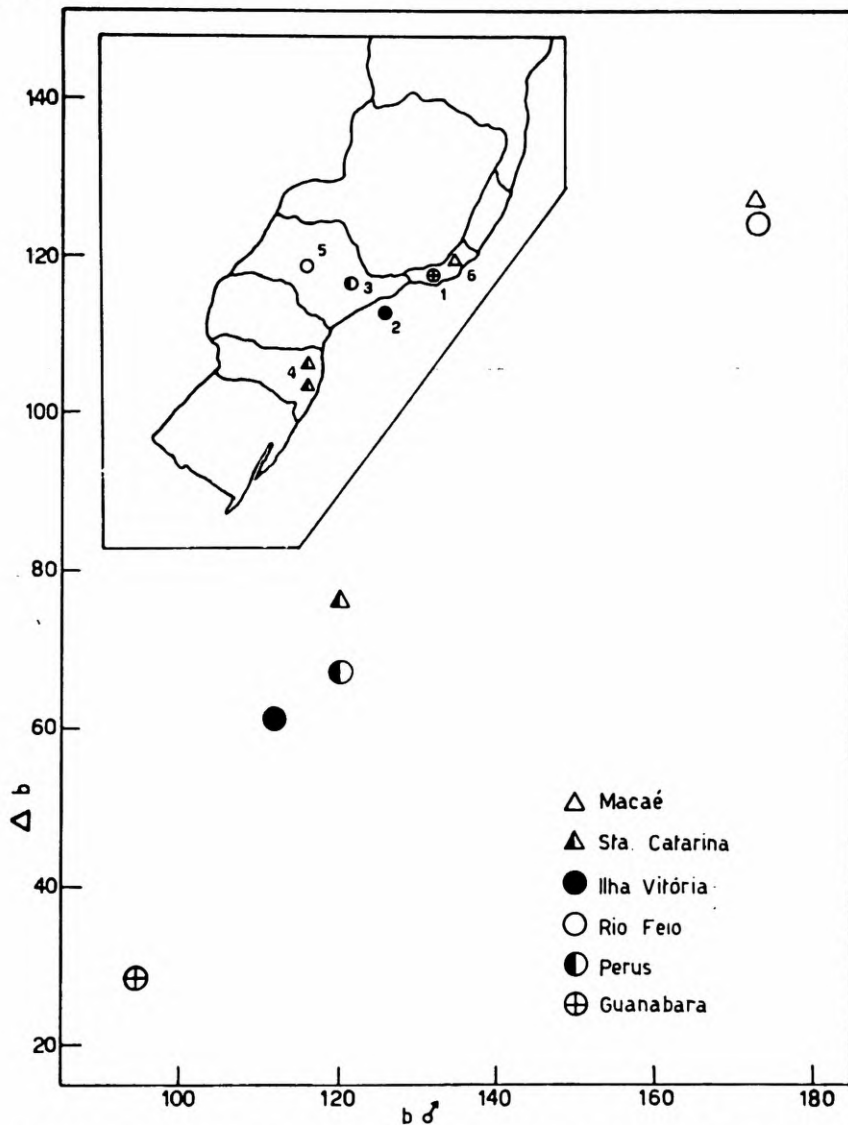 140
120
100
80
60
40
20
Δ b
5
3
6
1
2
4
Macaé
Sta. Catarina
Ilha Vitória
Rio Feio
Perus
Guanabara
100
120
140
160
180
b ♂